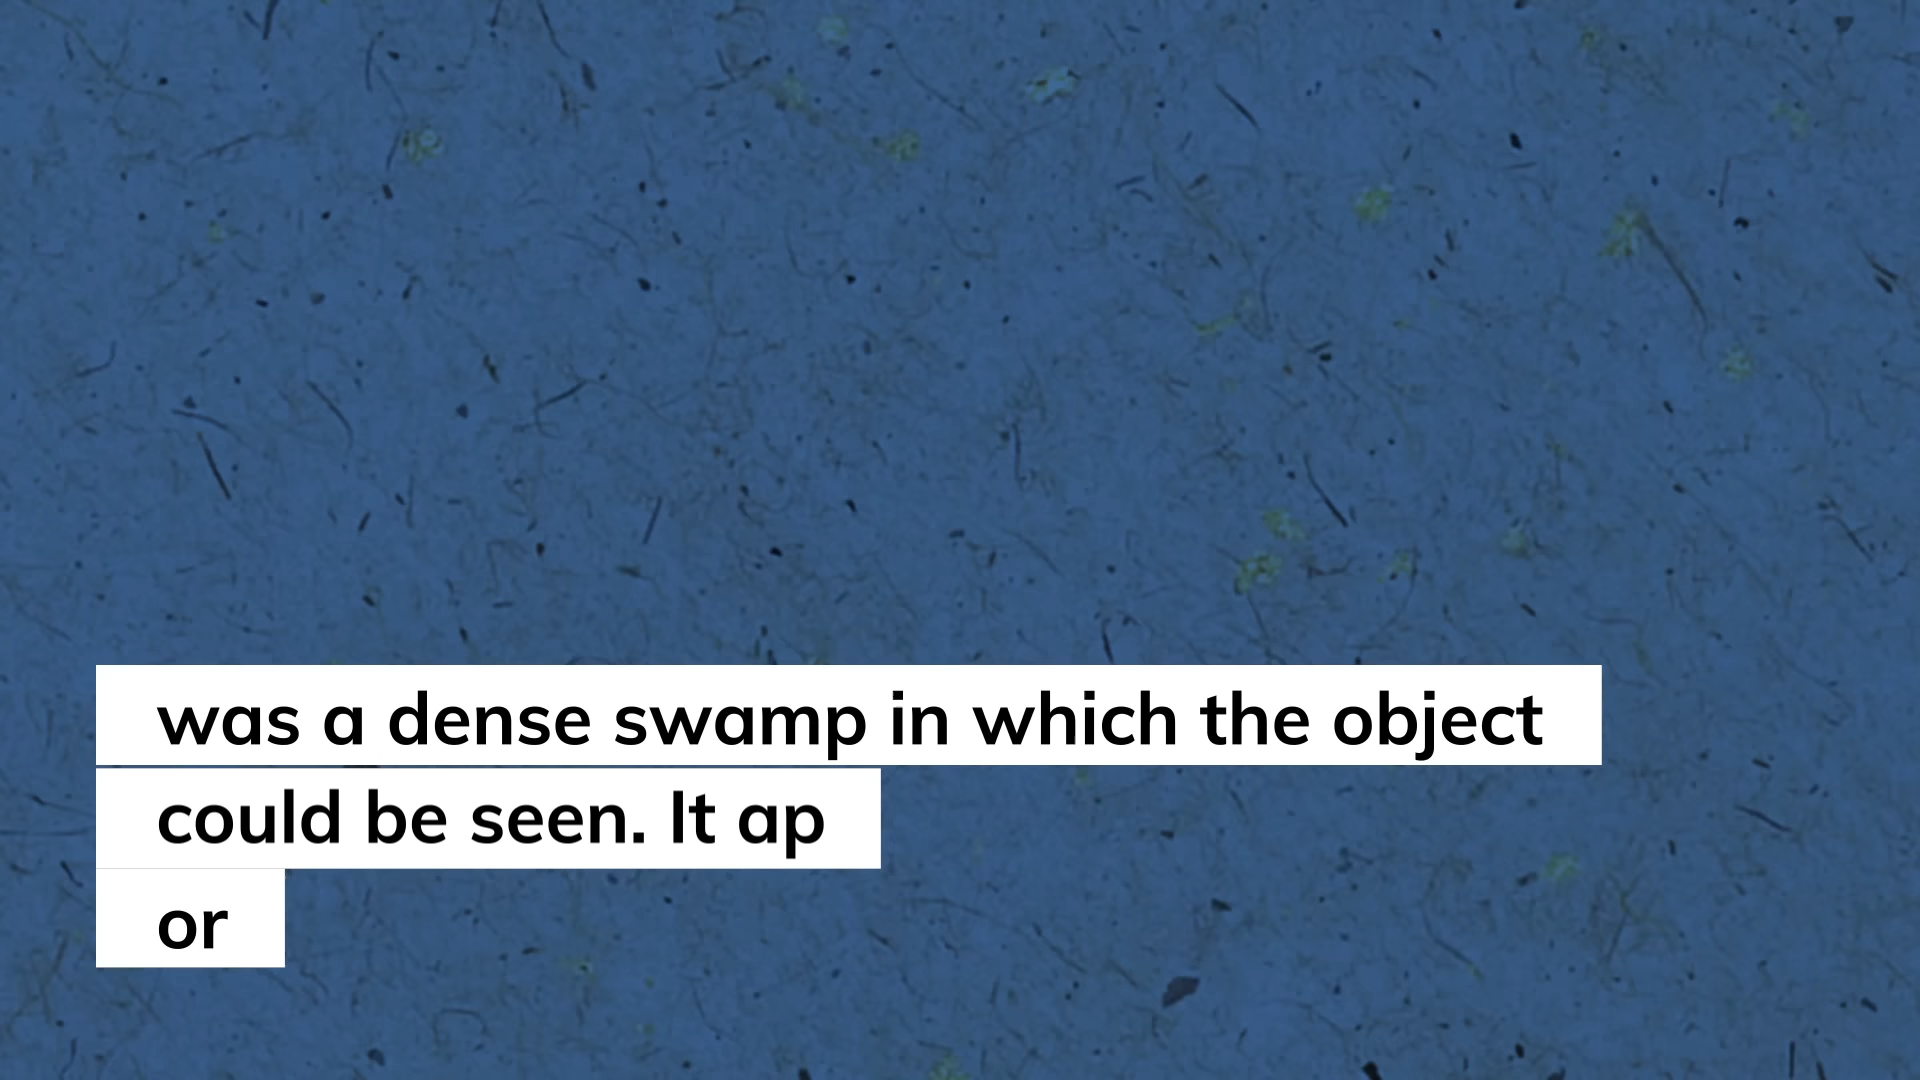 was a dense swamp in which the object
could be seen. It ap
or